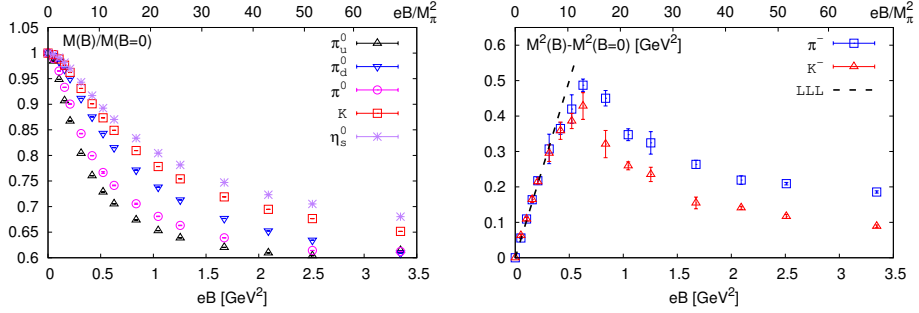 0 10 20 30 40 50 60 eB/M_π^2
M(B)/M(B=0)
π_u^0
π_d^0
π^0
K
η_s^0
1.05
1
0.95
0.9
0.85
0.8
0.75
0.7
0.65
0.6
0 0.5 1 1.5 2 2.5 3 3.5
eB [GeV^2]
0 10 20 30 40 50 60 eB/M_π^2
M^2(B)-M^2(B=0) [GeV^2]
π^-
K^-
LLL
0.6
0.5
0.4
0.3
0.2
0.1
0
0 0.5 1 1.5 2 2.5 3 3.5
eB [GeV^2]